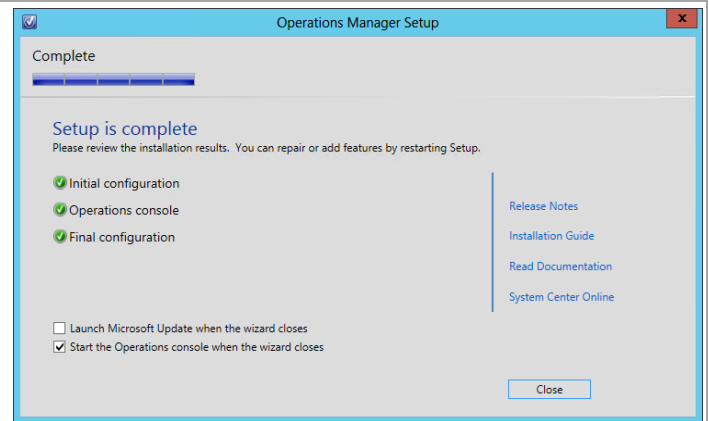 Operations Manager Setup
x
Complete
Setup is complete
Please review the installation results. You can repair or add features by restarting Setup.
Initial configuration
Operations console
Final configuration
Release Notes
Installation Guide
Read Documentation
System Center Online
Launch Microsoft Update when the wizard closes
Start the Operations console when the wizard closes
Close